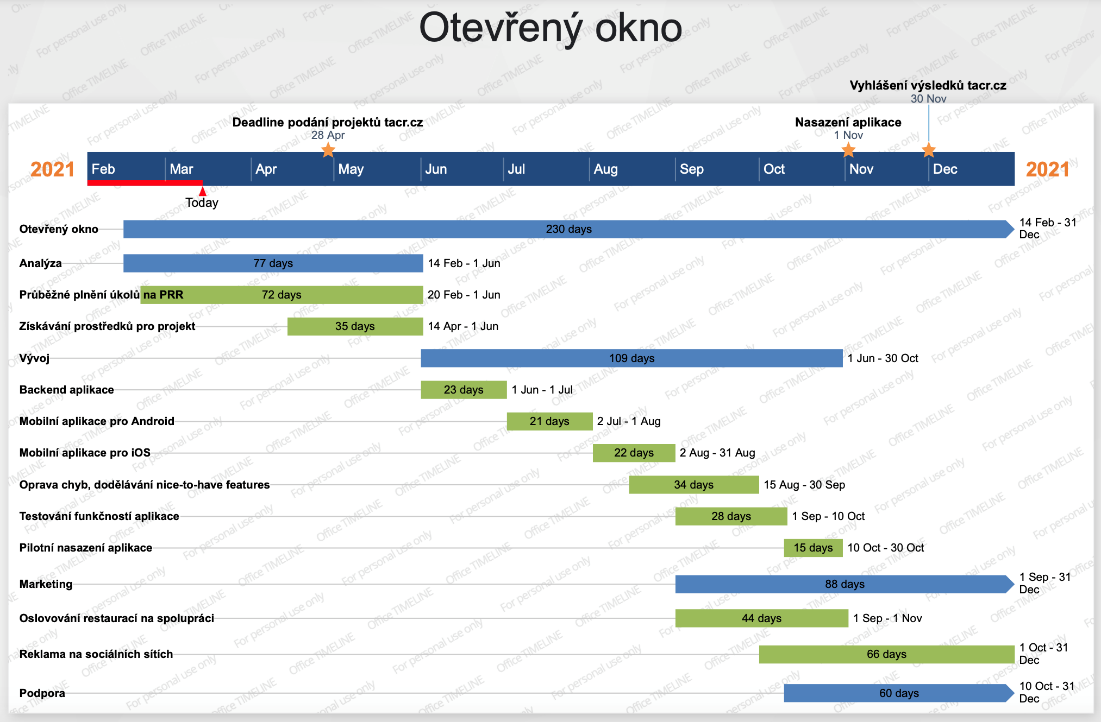 Otevřený okno
Vyhlášení výsledků tacr.cz
30 Nov
Deadline podání projektů tacr.cz
28 Apr
Nasazení aplikace
1 Nov
2021 Feb Mar Apr May Jun Jul Aug Sep Oct Nov Dec 2021
Today
Otevřený okno 230 days 14 Feb - 31 Dec
Analýza 77 days 14 Feb - 1 Jun
Průběžné plnění úkolů na PRR 72 days 20 Feb - 1 Jun
Získávání prostředků pro projekt 35 days 14 Apr - 1 Jun
Vývoj 109 days 1 Jun - 30 Oct
Backend aplikace 23 days 1 Jun - 1 Jul
Mobilní aplikace pro Android 21 days 2 Jul - 1 Aug
Mobilní aplikace pro iOS 22 days 2 Aug - 31 Aug
Oprava chyb, dodělávání nice-to-have features 34 days 15 Aug - 30 Sep
Testování funkčností aplikace 28 days 1 Sep - 10 Oct
Pilotní nasazení aplikace 15 days 10 Oct - 30 Oct
Marketing 88 days 1 Sep - 31 Dec
Oslovování restaurací na spolupráci 44 days 1 Sep - 1 Nov
Reklama na sociálních sítích 66 days 1 Oct - 31 Dec
Podpora 60 days 10 Oct - 31 Dec
For personal use only
Office TIMELINE